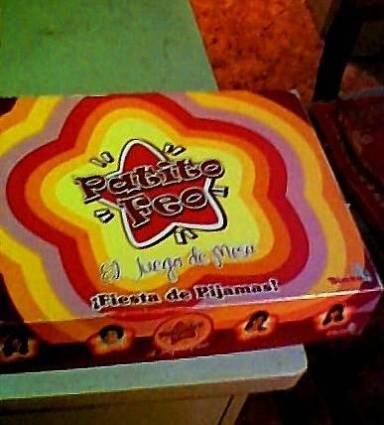 Patito
Feo
El Juego de Mesa
¡Fiesta de Pijamas!